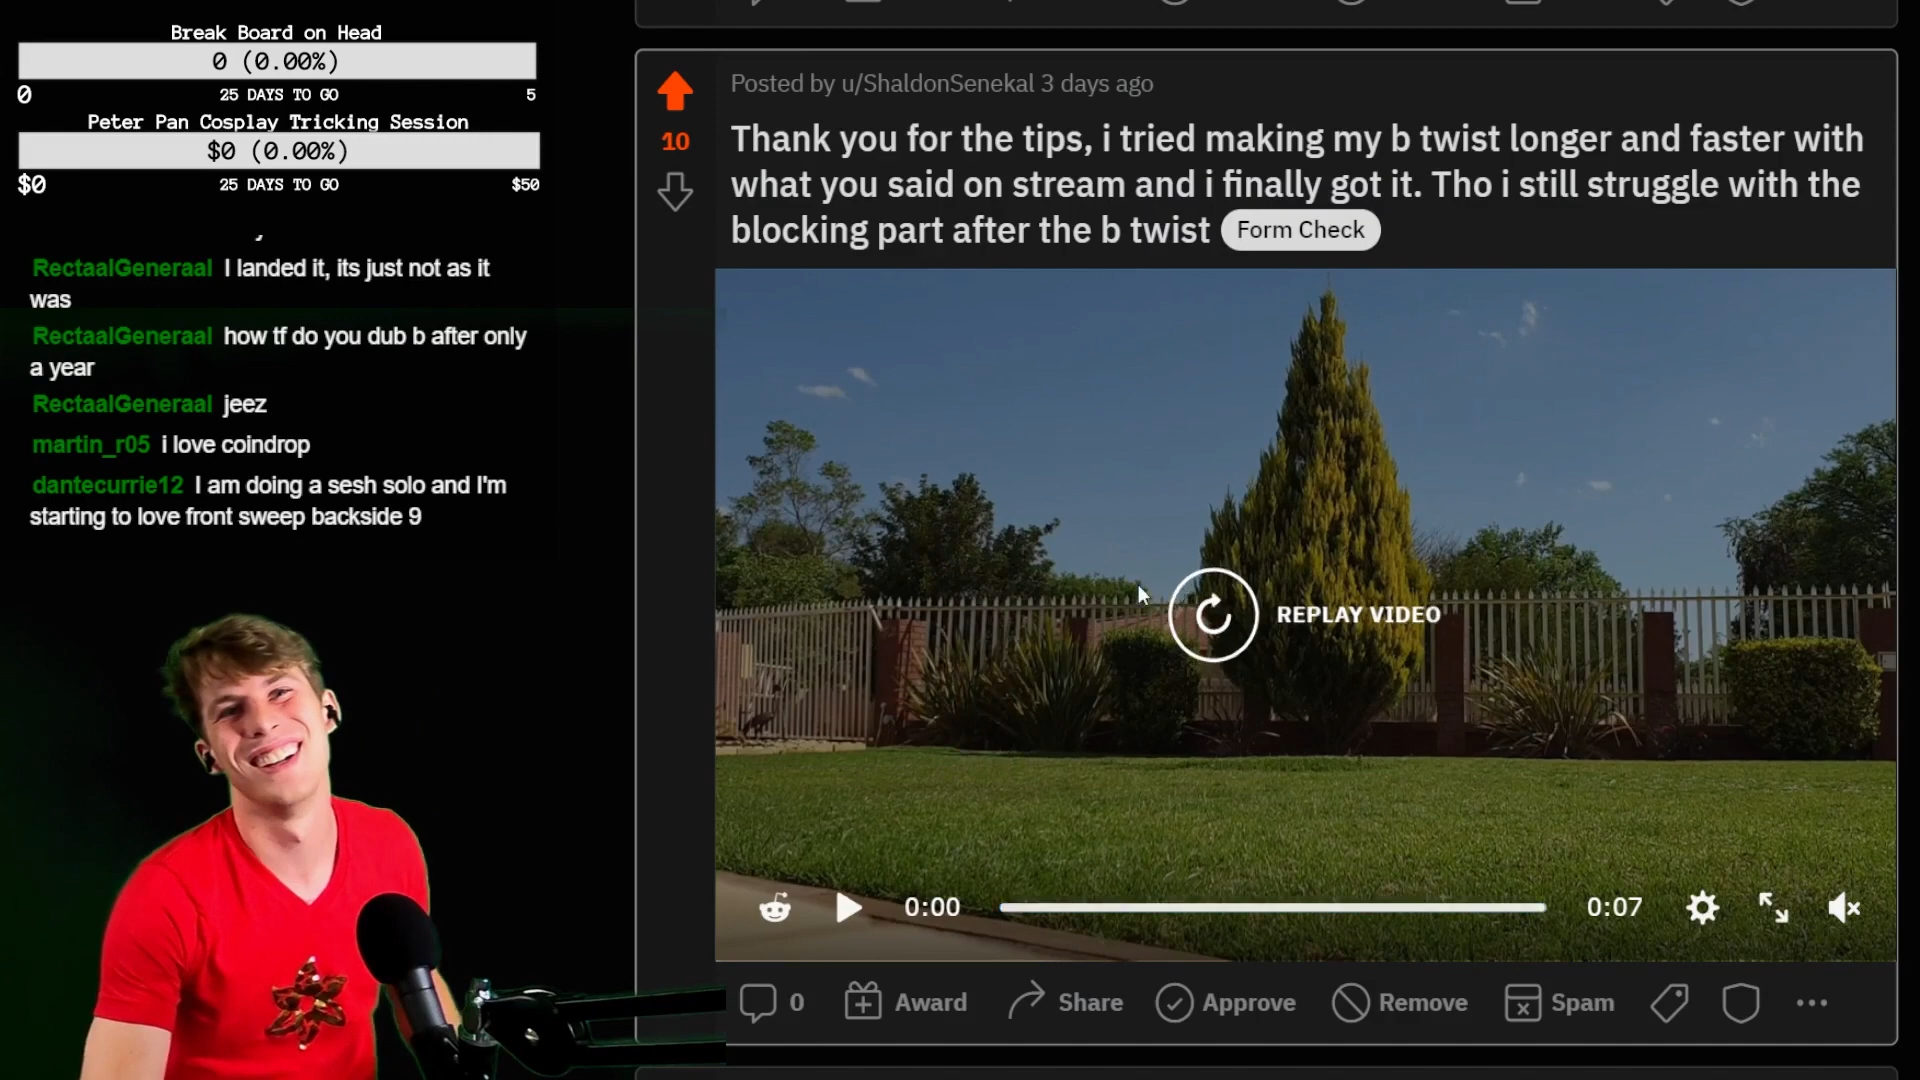 Break Board on Head
0 (0.00%)
0 25 DAYS TO GO 5
Peter Pan Cosplay Tricking Session
$0 (0.00%)
$0 25 DAYS TO GO $50
RectaalGeneraal I landed it, its just not as it
was
RectaalGeneraal how tf do you dub b after only
a year
RectaalGeneraal jeez
martin_r05 i love coindrop
dantecurrie12 I am doing a sesh solo and I'm
starting to love front sweep backside 9
Posted by u/ShaldonSenekal 3 days ago
10
Thank you for the tips, i tried making my b twist longer and faster with
what you said on stream and i finally got it. Tho i still struggle with the
blocking part after the b twist Form Check
REPLAY VIDEO
0:00 0:07
0 Award Share Approve Remove Spam